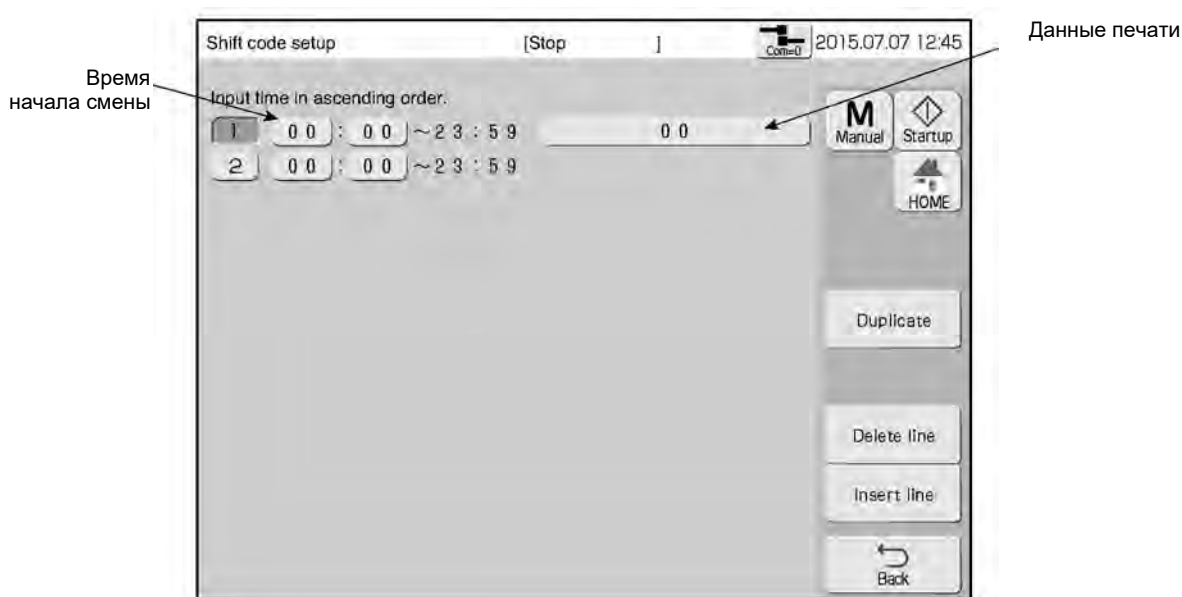 Данные печати
Shift code setup [Stop ] Com=0 2015.07.07 12:45
Время
начала смены
Input time in ascending order.
1 00 : 00 ~23:59 00
2 00 : 00 ~23:59
M
Manual
Startup
HOME
Duplicate
Delete line
Insert line
Back